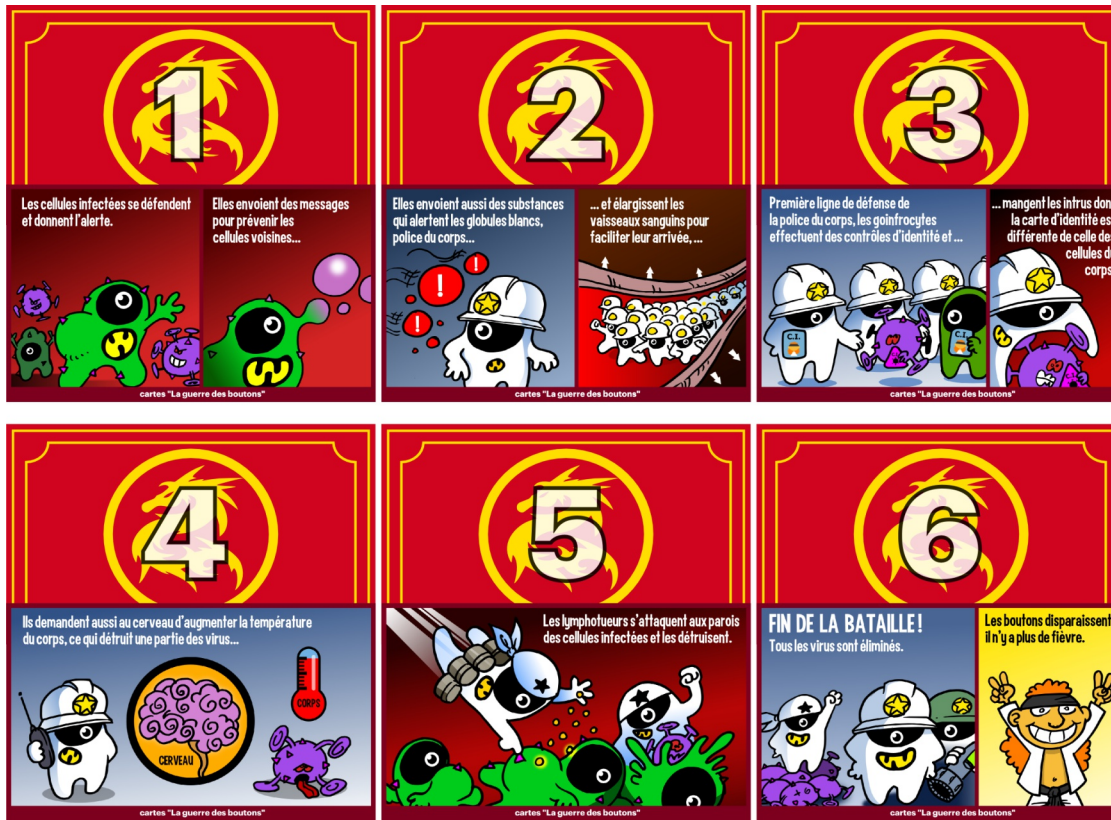 1
Les cellules infectées se défendent
et donnent l'alerte.
Elles envoient des messages
pour prévenir les
cellules voisines...
cartes "La guerre des boutons"
2
Elles envoient aussi des substances
qui alertent les globules blancs,
police du corps...
!
!
!
... et élargissent les
vaisseaux sanguins pour
faciliter leur arrivée, ...
cartes "La guerre des boutons"
3
Première ligne de défense de
la police du corps, les goinfrocytes
effectuent des contrôles d'identité et ...
C.I.
C.I.
... mangent les intrus don
la carte d'identité es
différente de celle de
cellules d
corps
cartes "La guerre des boutons"
4
Ils demandent aussi au cerveau d'augmenter la température
du corps, ce qui détruit une partie des virus...
CERVEAU
CORPS
cartes "La guerre des boutons"
5
Les lymphotueurs s'attaquent aux parois
des cellules infectées et les détruisent.
cartes "La guerre des boutons"
6
FIN DE LA BATAILLE !
Tous les virus sont éliminés.
Les boutons disparaissent
il n'y a plus de fièvre.
cartes "La guerre des boutons"